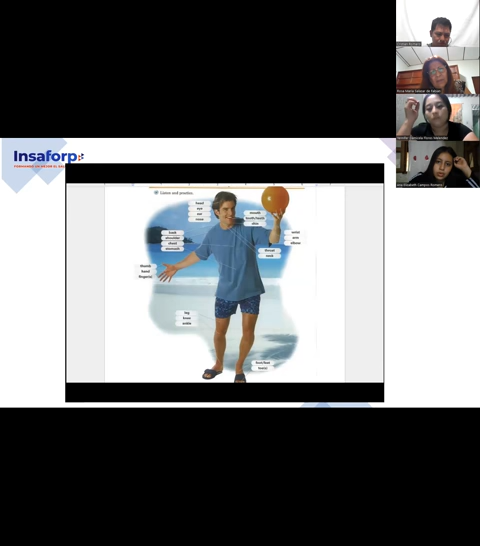 Insaforp
Listen and practice.
head
eye
ear
nose
mouth
tooth/teeth
chin
back
shoulder
chest
stomach
wrist
arm
elbow
throat
neck
thumb
hand
finger(s)
leg
knee
ankle
foot/feet
toe(s)